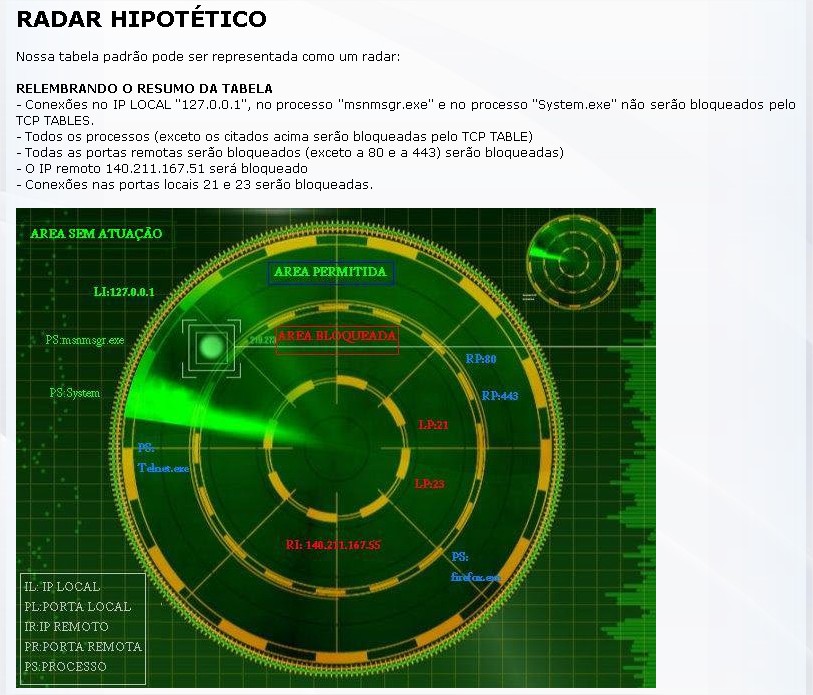 RADAR HIPOTÉTICO
Nossa tabela padrão pode ser representada como um radar:
RELEMBRANDO O RESUMO DA TABELA
- Conexões no IP LOCAL "127.0.0.1", no processo "msnmsgr.exe" e no processo "System.exe" não serão bloqueados pelo
TCP TABLES.
- Todos os processos (exceto os citados acima serão bloqueadas pelo TCP TABLE)
- Todas as portas remotas serão bloqueados (exceto a 80 e a 443) serão bloqueadas)
- O IP remoto 140.211.167.51 será bloqueado
- Conexões nas portas locais 21 e 23 serão bloqueadas.
AREA SEM ATUAÇÃO
AREA PERMITIDA
LI:127.0.0.1
AREA BLOQUEADA
PS:msnmsgr.exe
RP:80
PS:System
RP:443
LP:21
PS:
Telnet.exe
LP:23
RI: 140.211.167.55
PS:
firefox.exe
IL: IP LOCAL
PL:PORTA LOCAL
IR:IP REMOTO
PR:PORTA REMOTA
PS:PROCESSO